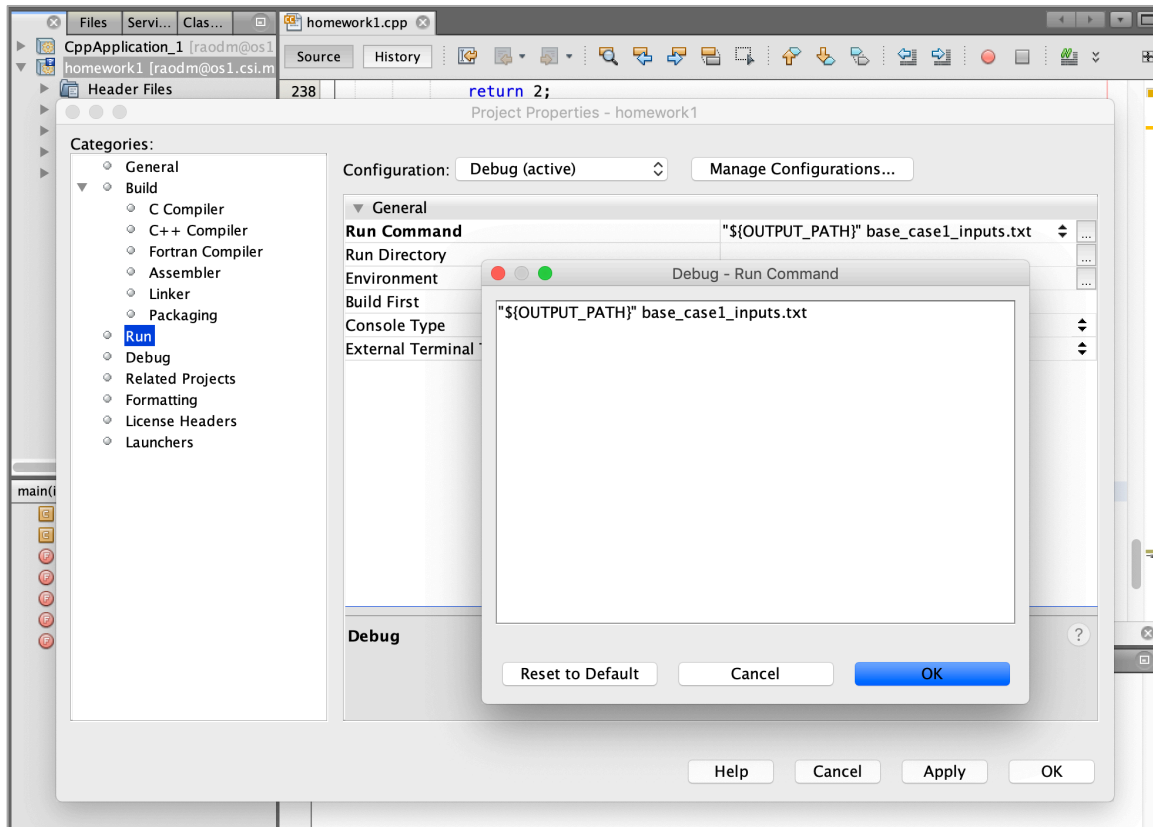 Files Servi... Clas... homework1.cpp
CppApplication_1 [raodm@os1
Source History
homework1 [raodm@os1.csi.m
Header Files
238 return 2;
Project Properties - homework1
Categories:
General
Build
C Compiler
C++ Compiler
Fortran Compiler
Assembler
Linker
Packaging
Run
Debug
Related Projects
Formatting
License Headers
Launchers
Configuration: Debug (active) Manage Configurations...
General
Run Command "${OUTPUT_PATH}" base_case1_inputs.txt ...
Run Directory ...
Environment ...
Build First
Console Type
External Terminal
Debug - Run Command
"${OUTPUT_PATH}" base_case1_inputs.txt
Reset to Default Cancel OK
Debug ?
Help Cancel Apply OK
main(i